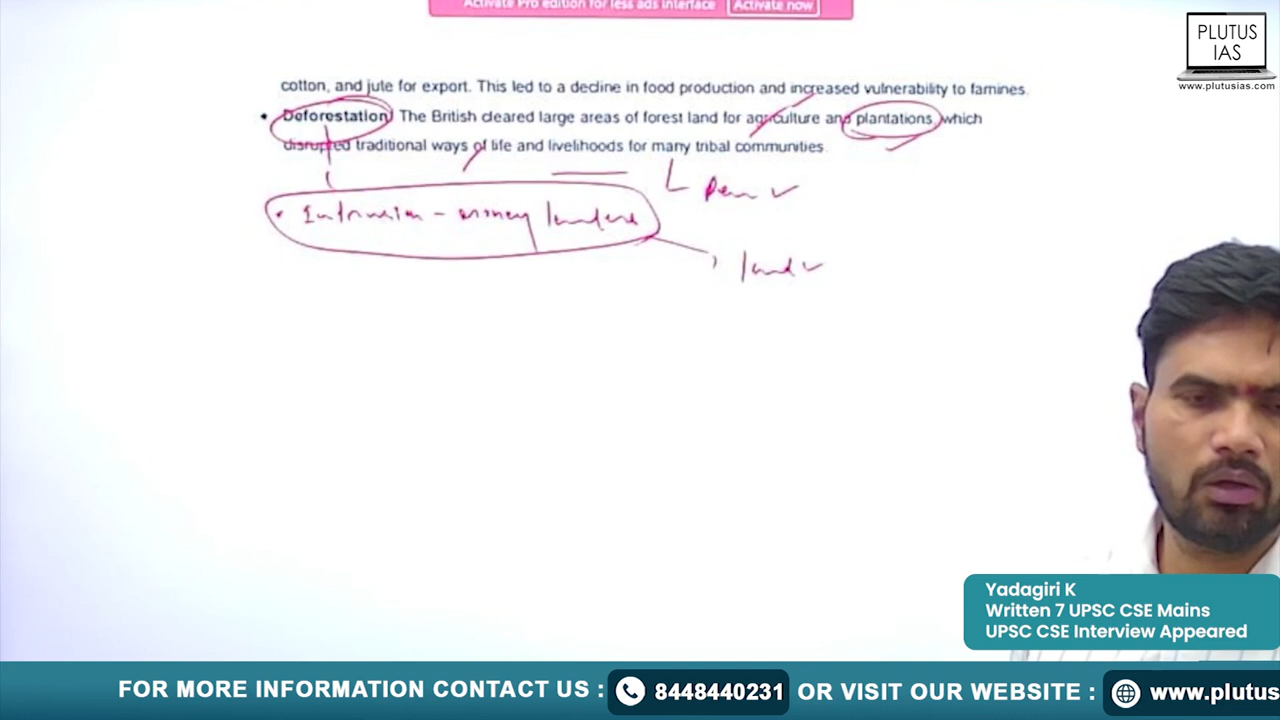 Activate Pro edition for less ads interface Activate now
PLUTUS
IAS
www.plutusias.com
cotton, and jute for export. This led to a decline in food production and increased vulnerability to famines.
• Deforestation The British cleared large areas of forest land for agriculture and plantations which
disrupted traditional ways of life and livelihoods for many tribal communities.
• Intrusion - money lenders
land
Yadagiri K
Written 7 UPSC CSE Mains
UPSC CSE Interview Appeared
FOR MORE INFORMATION CONTACT US : 8448440231 OR VISIT OUR WEBSITE : www.plutus